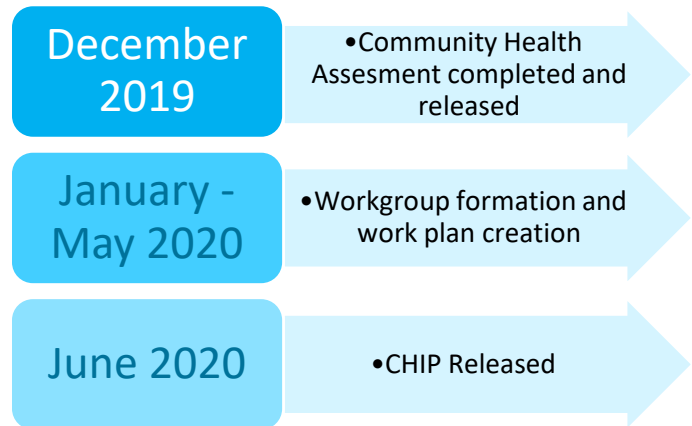 December
2019
•Community Health
Assesment completed and
released
January -
May 2020
•Workgroup formation and
work plan creation
June 2020
•CHIP Released